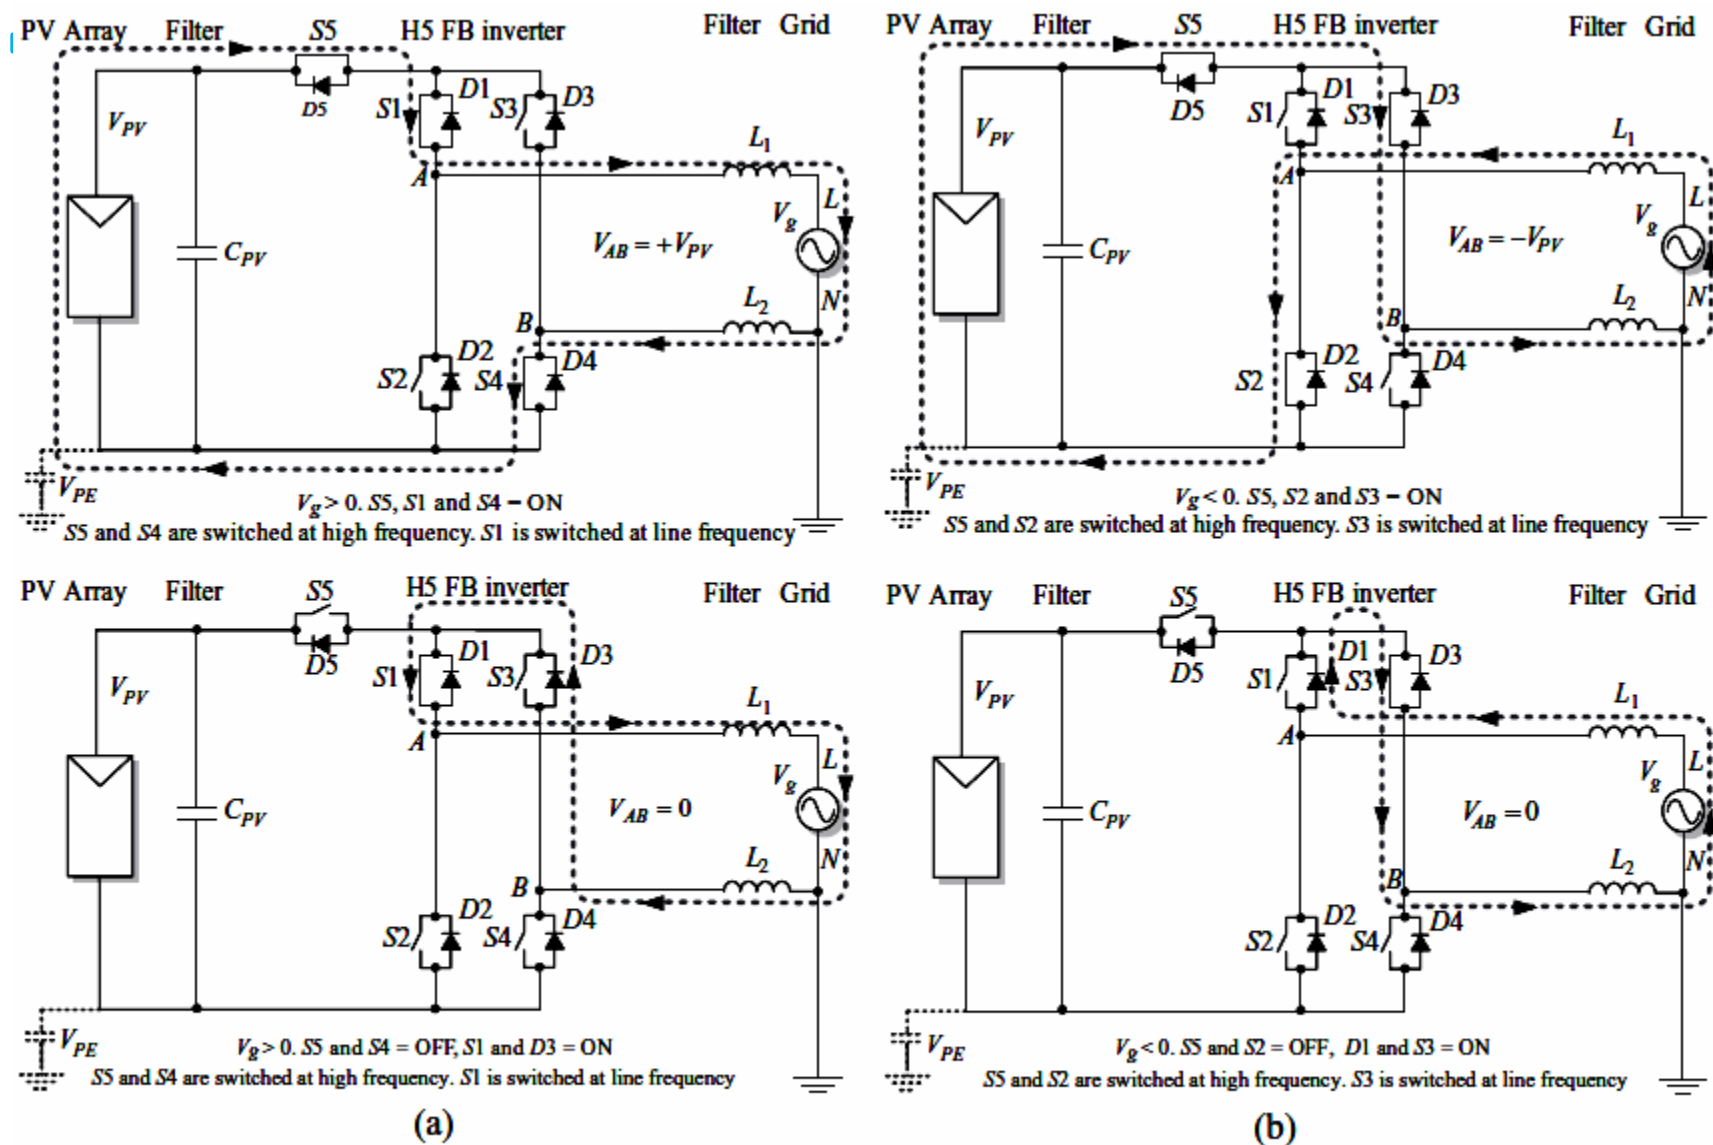 PV Array Filter S5 H5 FB inverter Filter Grid
D5
S1 D1 S3 D3
VPV
L1
A
L
Vg
VAB = +VPV
CPV
L2
N
B
S2 D2 S4 D4
VPE
Vg > 0. S5, S1 and S4 – ON
S5 and S4 are switched at high frequency. S1 is switched at line frequency
PV Array Filter S5 H5 FB inverter Filter Grid
D5
S1 D1 S3 D3
VPV
L1
A
L
Vg
VAB = –VPV
CPV
L2
N
B
S2 D2 S4 D4
VPE
Vg < 0. S5, S2 and S3 – ON
S5 and S2 are switched at high frequency. S3 is switched at line frequency
PV Array Filter S5 H5 FB inverter Filter Grid
D5
S1 D1 S3 D3
VPV
L1
A
L
Vg
VAB = 0
CPV
L2
N
B
S2 D2 S4 D4
VPE
Vg > 0. S5 and S4 = OFF, S1 and D3 = ON
S5 and S4 are switched at high frequency. S1 is switched at line frequency
(a)
PV Array Filter S5 H5 FB inverter Filter Grid
D5
S1 D1 S3 D3
VPV
L1
A
L
Vg
VAB = 0
CPV
L2
N
B
S2 D2 S4 D4
VPE
Vg < 0. S5 and S2 = OFF, D1 and S3 = ON
S5 and S2 are switched at high frequency. S3 is switched at line frequency
(b)